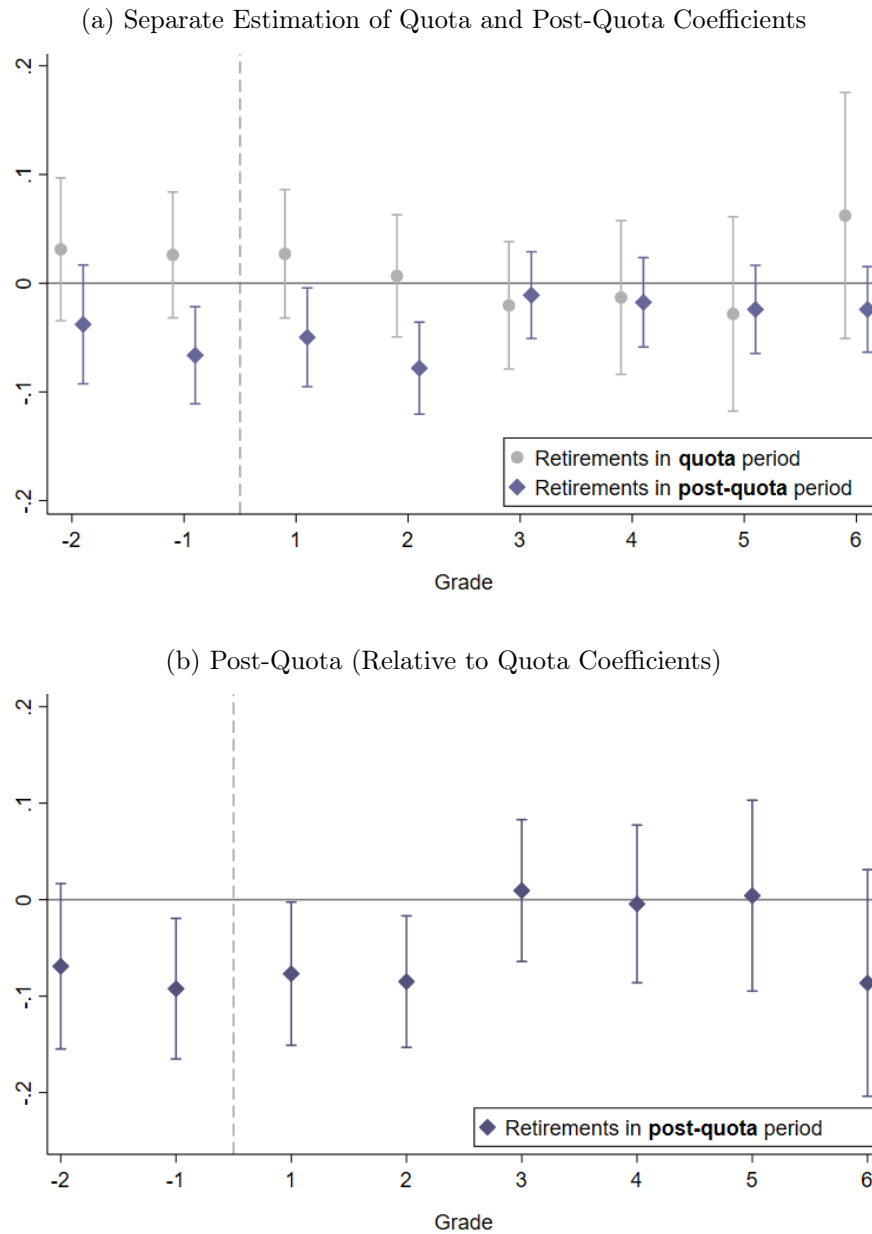 (a) Separate Estimation of Quota and Post-Quota Coefficients
.2
.1
0
-.1
-.2
Retirements in quota period
Retirements in post-quota period
-2 -1 1 2 3 4 5 6
Grade
(b) Post-Quota (Relative to Quota Coefficients)
.2
.1
0
-.1
-.2
Retirements in post-quota period
-2 -1 1 2 3 4 5 6
Grade